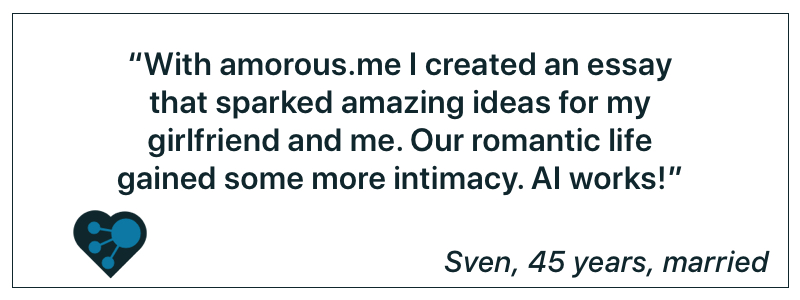 “With amorous.me I created an essay
that sparked amazing ideas for my
girlfriend and me. Our romantic life
gained some more intimacy. AI works!”
Sven, 45 years, married